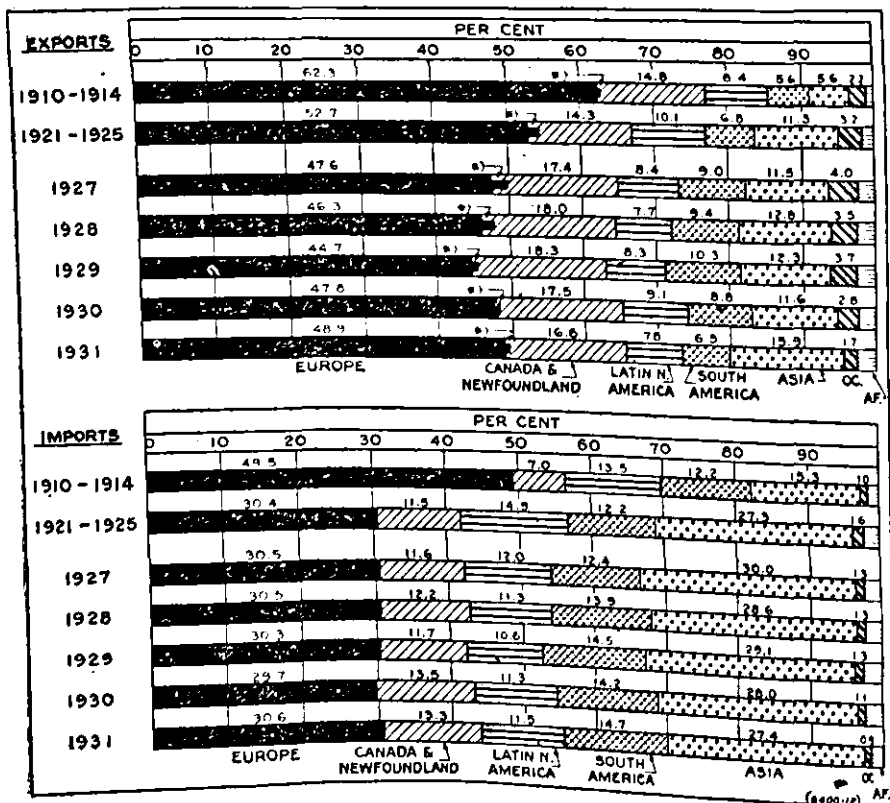 PER CENT
EXPORTS
0 10 20 30 40 50 60 70 80 90
62.3 *) 14.8 8.4 5.6 5.6 2.2
1910-1914
52.7 *) 14.3 10.1 6.8 11.3 3.2
1921-1925
47.6 *) 17.4 8.4 9.0 11.5 4.0
1927
46.3 *) 18.0 7.7 9.4 12.8 3.5
1928
44.7 *) 18.3 8.3 10.3 12.3 3.7
1929
47.8 *) 17.5 9.1 8.8 11.6 2.8
1930
48.9 *) 16.6 7.8 6.5 15.9 1.7
1931
EUROPE CANADA & NEWFOUNDLAND LATIN N. AMERICA SOUTH AMERICA ASIA OC. AF.
PER CENT
IMPORTS
0 10 20 30 40 50 60 70 80 90
49.5 7.0 13.5 12.2 15.3 1.0
1910-1914
30.4 11.5 14.9 12.2 27.3 1.6
1921-1925
30.5 11.6 12.0 12.4 30.0 1.3
1927
30.5 12.2 11.3 13.9 28.6 1.3
1928
30.3 11.7 10.6 14.5 29.1 1.3
1929
29.7 13.5 11.3 14.2 28.0 1.1
1930
30.6 13.3 11.5 14.7 27.4 0.9
1931
EUROPE CANADA & NEWFOUNDLAND LATIN N. AMERICA SOUTH AMERICA ASIA OC. AF.